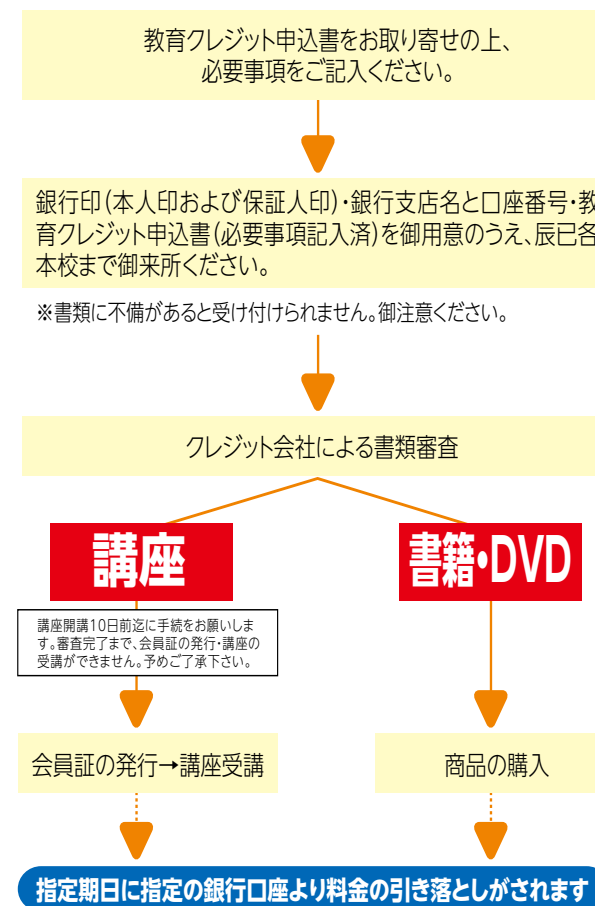 教育クレジット申込書をお取り寄せの上、
必要事項をご記入ください。
銀行印(本人印および保証人印)・銀行支店名と口座番号・教
育クレジット申込書(必要事項記入済)を御用意のうえ、辰已各
本校まで御来所ください。
※書類に不備があると受け付けられません。御注意ください。
クレジット会社による書類審査
講座
書籍・DVD
講座開講10日前迄に手続をお願いしま
す。審査完了まで、会員証の発行・講座の
受講ができません。予めご了承下さい。
会員証の発行→講座受講
商品の購入
指定期日に指定の銀行口座より料金の引き落としがされます